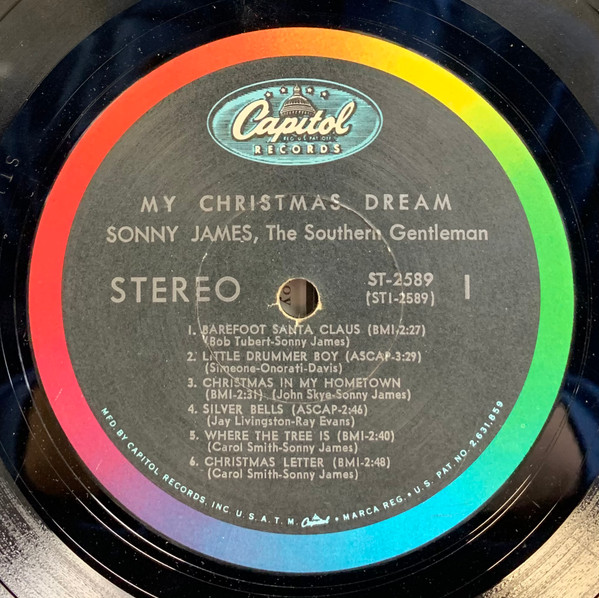 Capitol
REG. U.S. PAT. OFF.
RECORDS
MY CHRISTMAS DREAM
SONNY JAMES, The Southern Gentleman
STEREO
ST-2589
(ST1-2589)
1
1. BAREFOOT SANTA CLAUS (BMI-2:27)
(Bob Tubert-Sonny James)
2. LITTLE DRUMMER BOY (ASCAP-3:29)
(Simeone-Onorati-Davis)
3. CHRISTMAS IN MY HOMETOWN
(BMI-2:31) (John Skye-Sonny James)
4. SILVER BELLS (ASCAP-2:46)
(Jay Livingston-Ray Evans)
5. WHERE THE TREE IS (BMI-2:40)
(Carol Smith-Sonny James)
6. CHRISTMAS LETTER (BMI-2:48)
(Carol Smith-Sonny James)
MFD. BY CAPITOL RECORDS, INC. U.S.A. T.M. Capitol • MARCA REG. • U.S. PAT. NO. 2,631,859